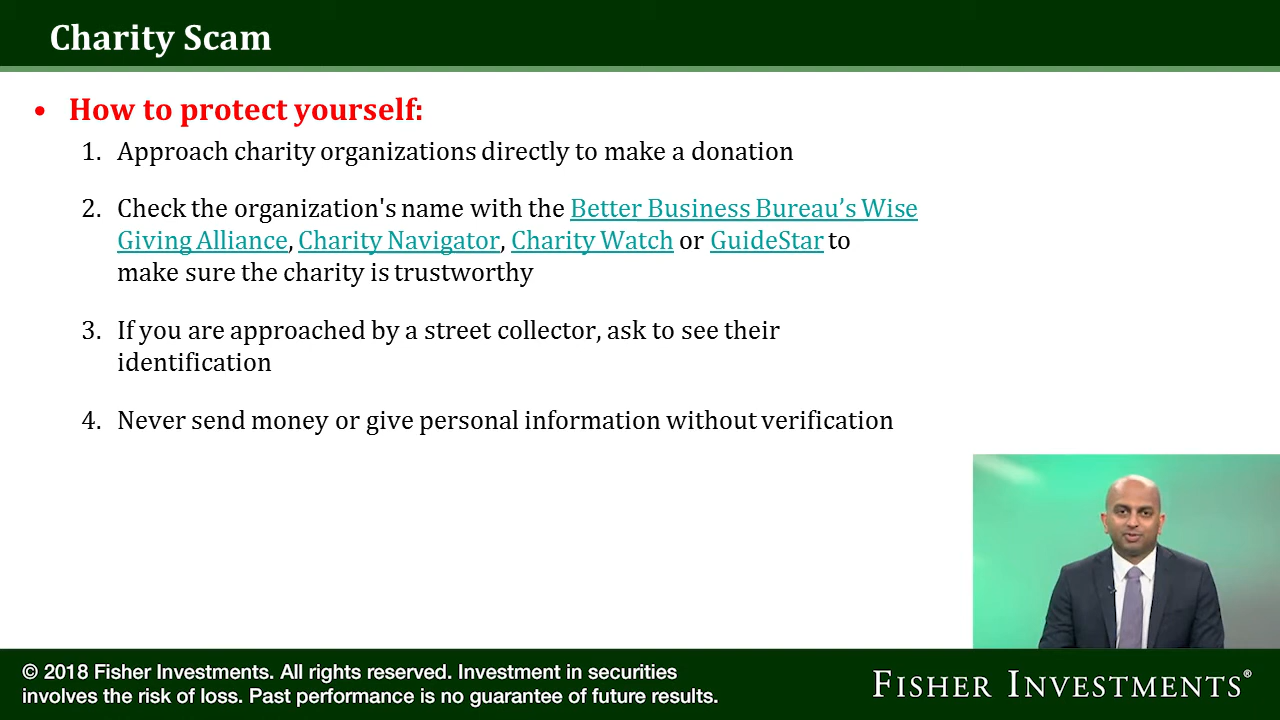 Charity Scam
• How to protect yourself:
1. Approach charity organizations directly to make a donation
2. Check the organization's name with the Better Business Bureau’s Wise
Giving Alliance, Charity Navigator, Charity Watch or GuideStar to
make sure the charity is trustworthy
3. If you are approached by a street collector, ask to see their
identification
4. Never send money or give personal information without verification
© 2018 Fisher Investments. All rights reserved. Investment in securities
involves the risk of loss. Past performance is no guarantee of future results.
FISHER INVESTMENTS®